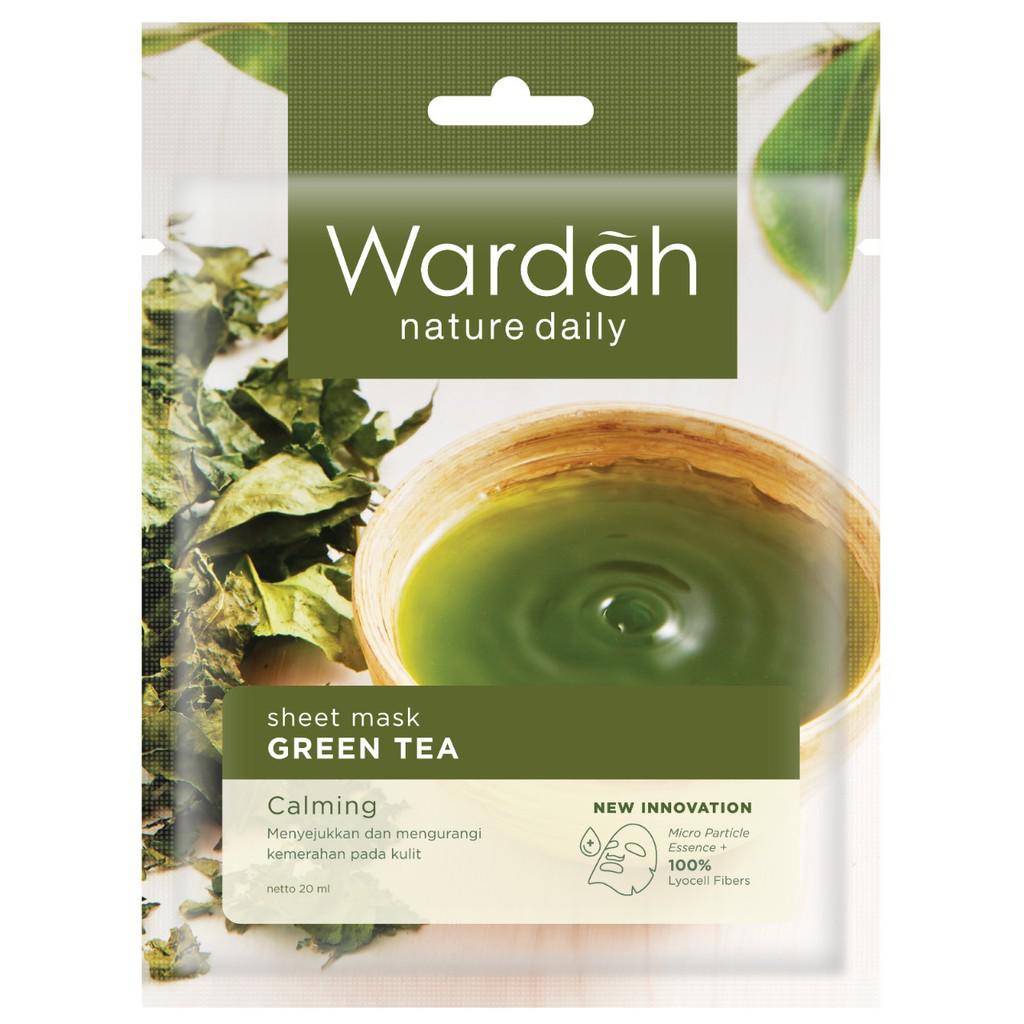 Wardãh
nature daily
sheet mask
GREEN TEA
Calming
Menyejukkan dan mengurangi
kemerahan pada kulit
netto 20 ml
NEW INNOVATION
Micro Particle
Essence +
100%
Lyocell Fibers